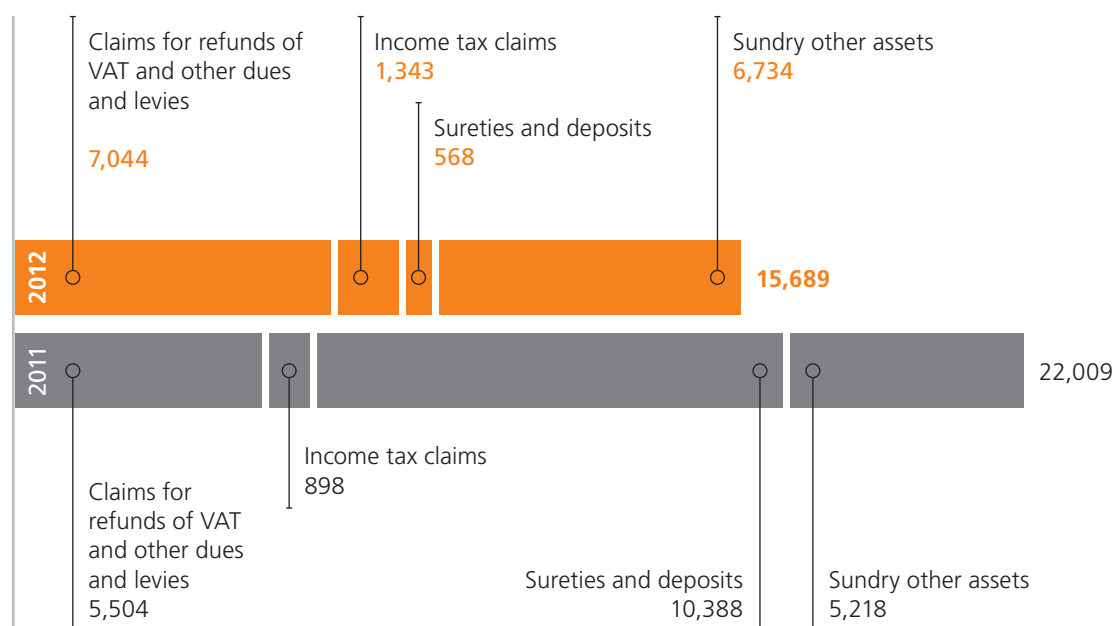 Claims for refunds of
VAT and other dues
and levies
7,044
Income tax claims
1,343
Sureties and deposits
568
Sundry other assets
6,734
2012
15,689
2011
22,009
Income tax claims
898
Claims for
refunds of VAT
and other dues
and levies
5,504
Sureties and deposits
10,388
Sundry other assets
5,218